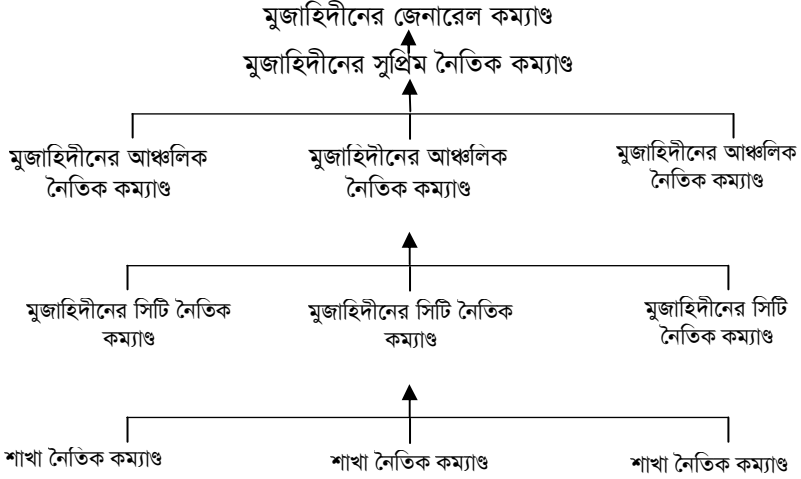 মুজাহিদীনের জেনারেল কম্যাণ্ড
মুজাহিদীনের সুপ্রিম নৈতিক কম্যাণ্ড
মুজাহিদীনের আঞ্চলিক
নৈতিক কম্যাণ্ড
মুজাহিদীনের আঞ্চলিক
নৈতিক কম্যাণ্ড
মুজাহিদীনের আঞ্চলিক
নৈতিক কম্যাণ্ড
মুজাহিদীনের সিটি নৈতিক
কম্যাণ্ড
মুজাহিদীনের সিটি নৈতিক
কম্যাণ্ড
মুজাহিদীনের সিটি
নৈতিক কম্যাণ্ড
শাখা নৈতিক কম্যাণ্ড
শাখা নৈতিক কম্যাণ্ড
শাখা নৈতিক কম্যাণ্ড